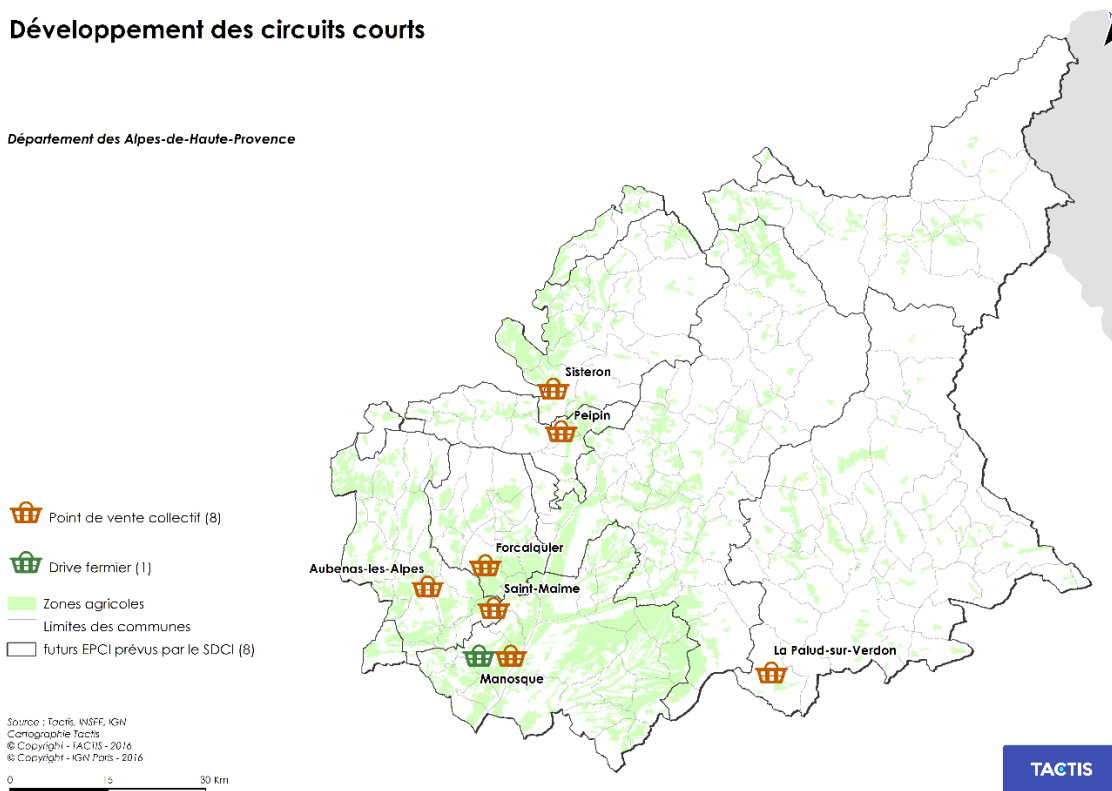 Développement des circuits courts
Département des Alpes-de-Haute-Provence
Sisteron
Peipin
Forcalquier
Aubenas-les-Alpes
Saint-Maime
La Palud-sur-Verdon
Manosque
Point de vente collectif (8)
Drive fermier (1)
Zones agricoles
Limites des communes
futurs EPCI prévus par le SDCI (8)
Source : Tactis, INSEE, IGN
Cartographie Tactis
© Copyright - TACTIS - 2016
© Copyright - IGN Paris - 2016
0 15 30 Km
TACTIS